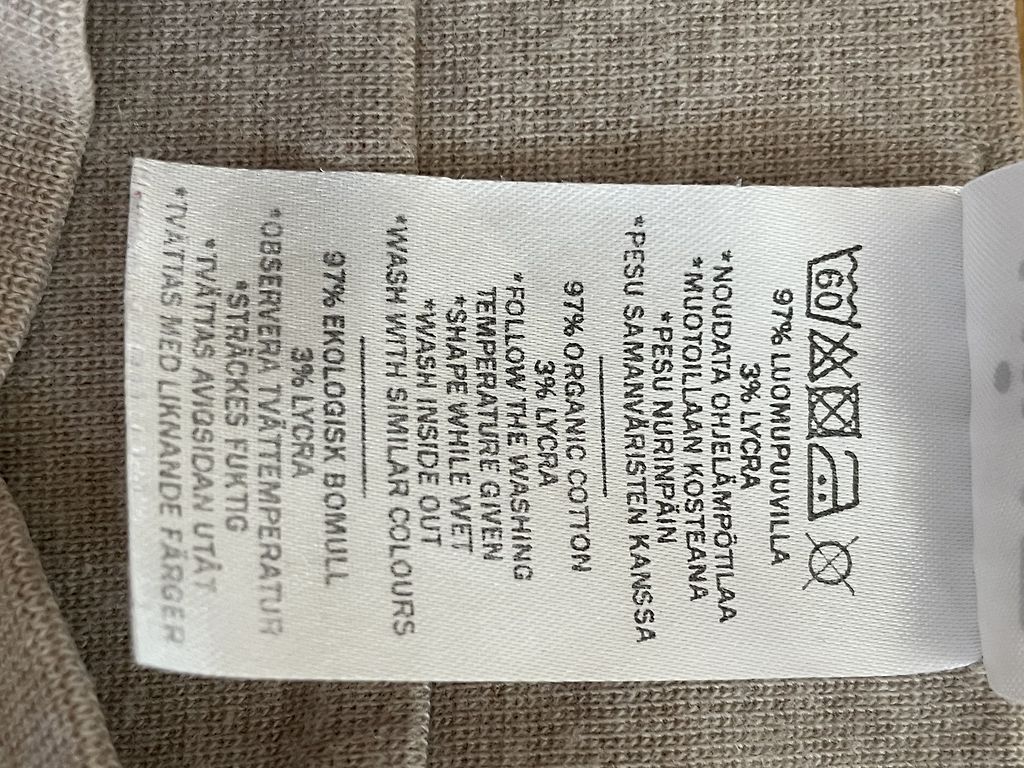 60
97% LUOMUPUUVILLA
3% LYCRA
*NOUDATA OHJELÄMPÖTILAA
*MUOTOILLAAN KOSTEANA
*PESU NURINPÄIN
*PESU SAMANVÄRISTEN KANSSA
97% ORGANIC COTTON
3% LYCRA
*FOLLOW THE WASHING
TEMPERATURE GIVEN
*SHAPE WHILE WET
*WASH INSIDE OUT
*WASH WITH SIMILAR COLOURS
97% EKOLOGISK BOMULL
3% LYCRA
*OBSERVERA TVÄTTEMPERATUR
*STRÄCKES FUKTIG
*TVÄTTAS AVIGSIDAN UTÅT
*TVÄTTAS MED LIKNANDE FÄRGER